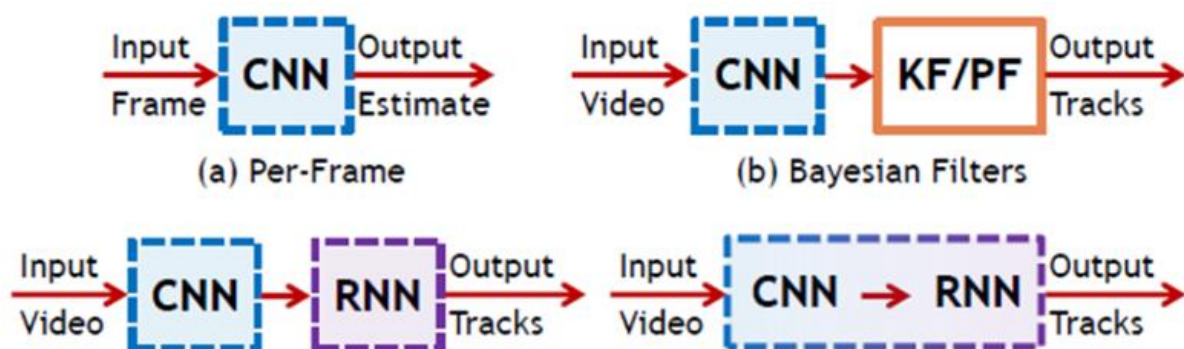 Input
Frame
CNN
Output
Estimate
(a) Per-Frame
Input
Video
CNN
KF/PF
Output
Tracks
(b) Bayesian Filters
Input
Video
CNN
RNN
Output
Tracks
Input
Video
CNN
RNN
Output
Tracks